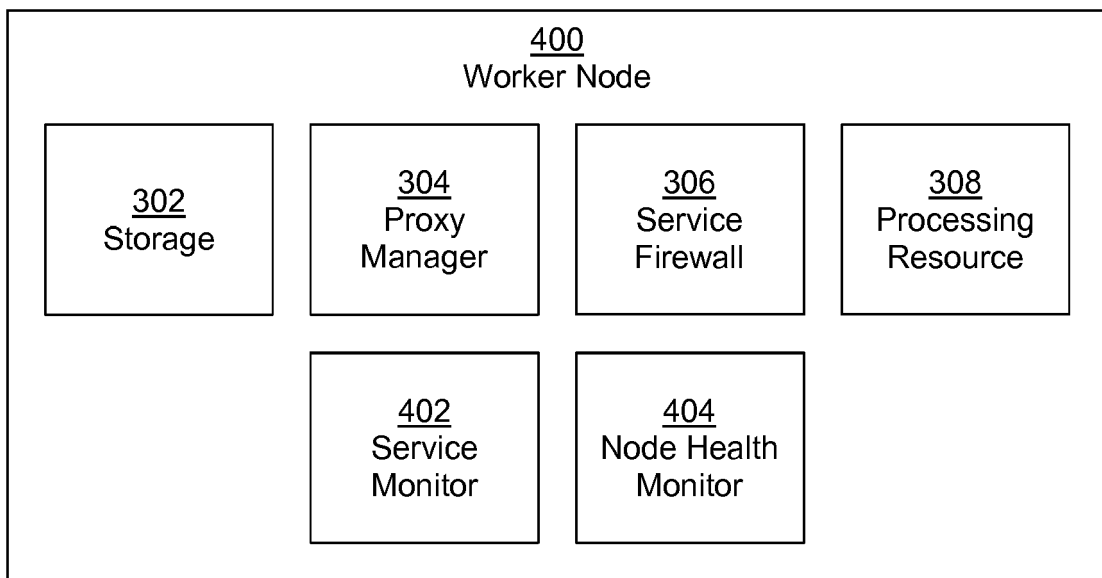 400
Worker Node
302
Storage
304
Proxy
Manager
306
Service
Firewall
308
Processing
Resource
402
Service
Monitor
404
Node Health
Monitor